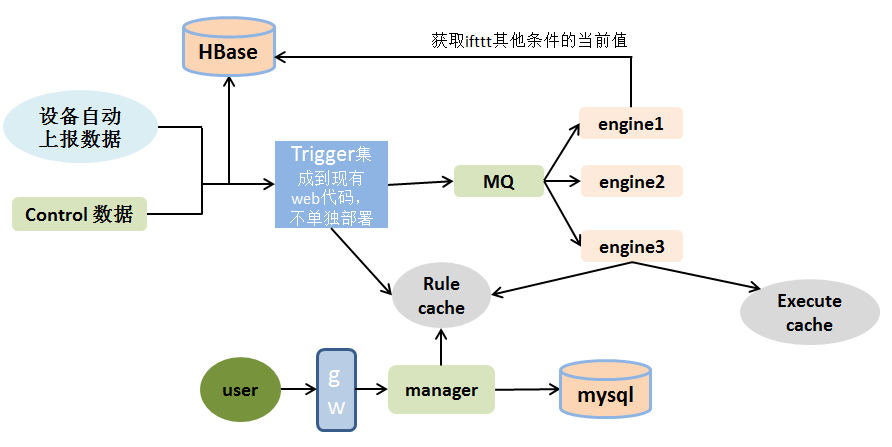 获取ifttt其他条件的当前值
HBase
设备自动
上报数据
engine1
Trigger集
成到现有
web代码，
不单独部署
MQ
engine2
Control 数据
engine3
Rule
cache
Execute
cache
g
w
user
manager
mysql